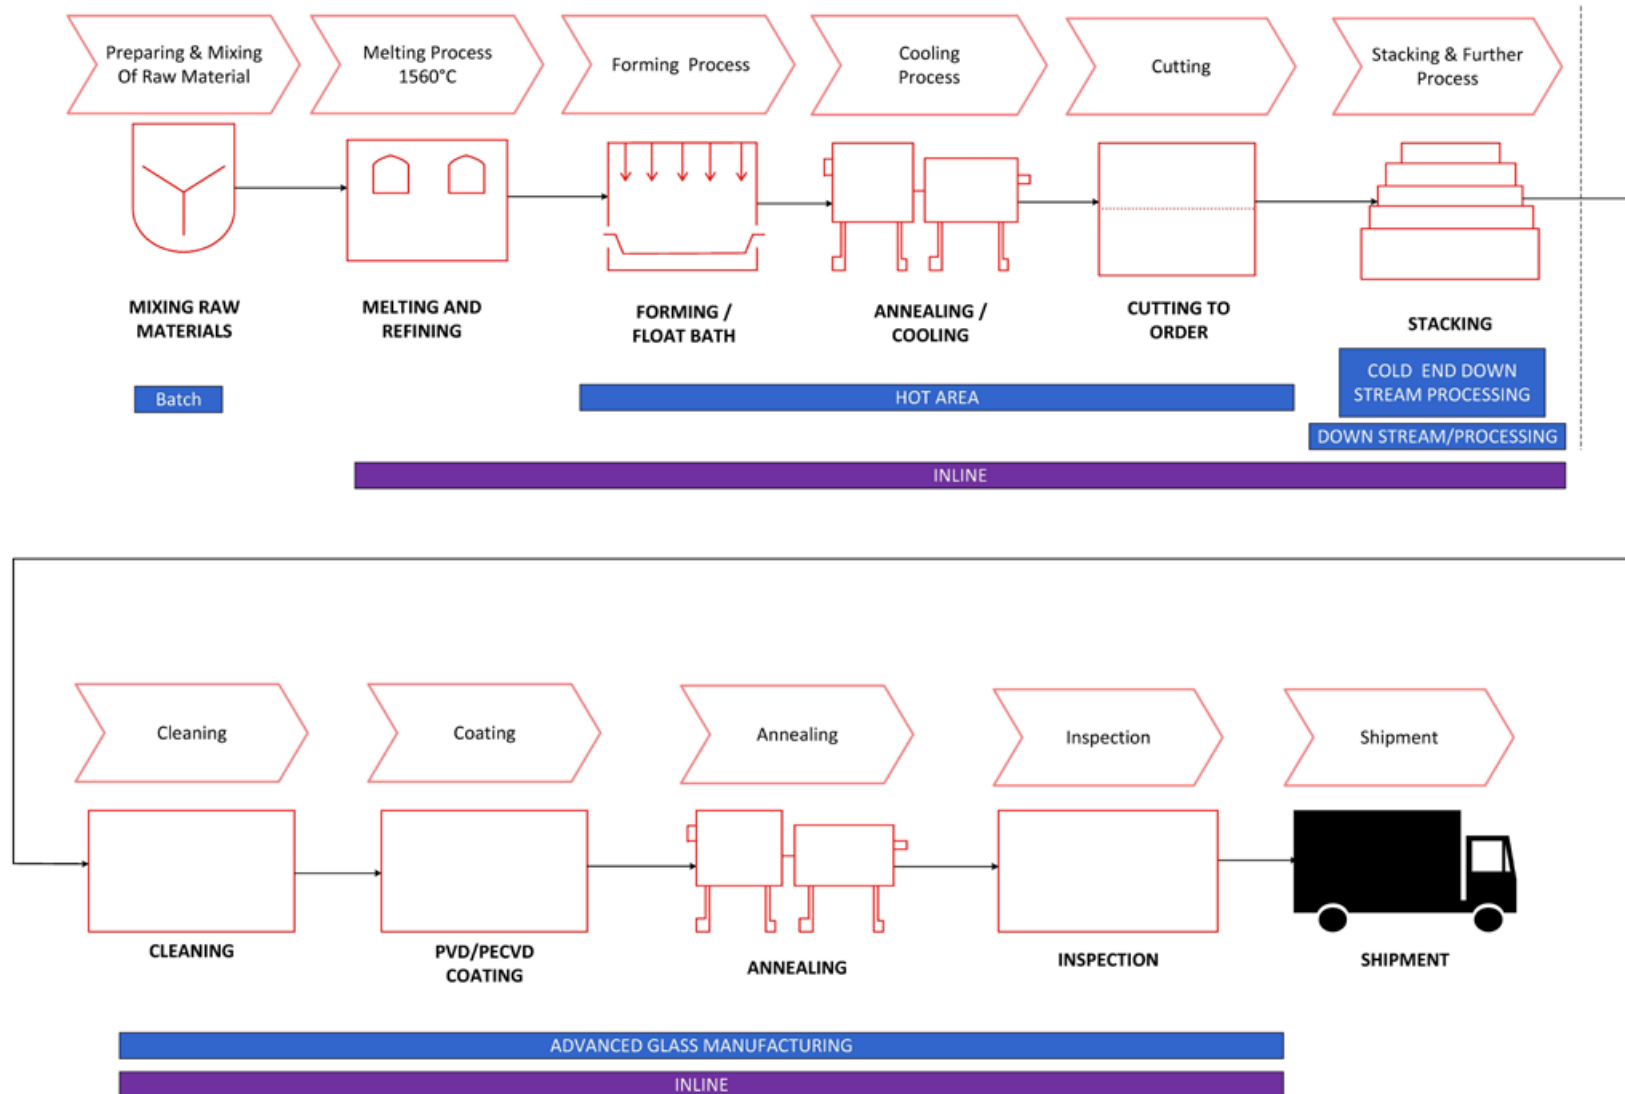 Preparing & Mixing
Of Raw Material
Melting Process
1560°C
Forming Process
Cooling
Process
Cutting
Stacking & Further
Process
MIXING RAW
MATERIALS
MELTING AND
REFINING
FORMING /
FLOAT BATH
ANNEALING /
COOLING
CUTTING TO
ORDER
STACKING
Batch
HOT AREA
COLD END DOWN
STREAM PROCESSING
DOWN STREAM/PROCESSING
INLINE
Cleaning
Coating
Annealing
Inspection
Shipment
CLEANING
PVD/PECVD
COATING
ANNEALING
INSPECTION
SHIPMENT
ADVANCED GLASS MANUFACTURING
INLINE